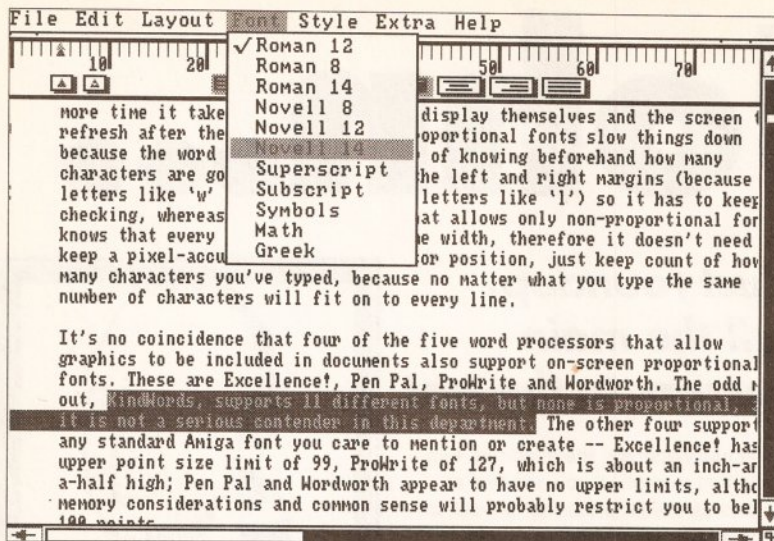 File Edit Layout Font Style Extra Help
10 20 50 60 70
✓ Roman 12
Roman 8
Roman 14
Novell 8
Novell 12
Novell 14
Superscript
Subscript
Symbols
Math
Greek
more time it take display themselves and the screen
refresh after the oportional fonts slow things down
because the word of knowing beforehand how many
characters are go he left and right margins (because
letters like 'w' letters like 'l') so it has to keep
checking, whereas at allows only non-proportional for
knows that every e width, therefore it doesn't need
keep a pixel-accu or position, just keep count of how
many characters you've typed, because no matter what you type the same
number of characters will fit on to every line.
It's no coincidence that four of the five word processors that allow
graphics to be included in documents also support on-screen proportional
fonts. These are Excellence!, Pen Pal, ProWrite and Wordworth. The odd
out, KindWords, supports 11 different fonts, but none is proportional,
it is not a serious contender in this department. The other four support
any standard Amiga font you care to mention or create -- Excellence! has
upper point size limit of 99, ProWrite of 127, which is about an inch-an
a-half high; Pen Pal and Wordworth appear to have no upper limits, altho
memory considerations and common sense will probably restrict you to bel
100 points